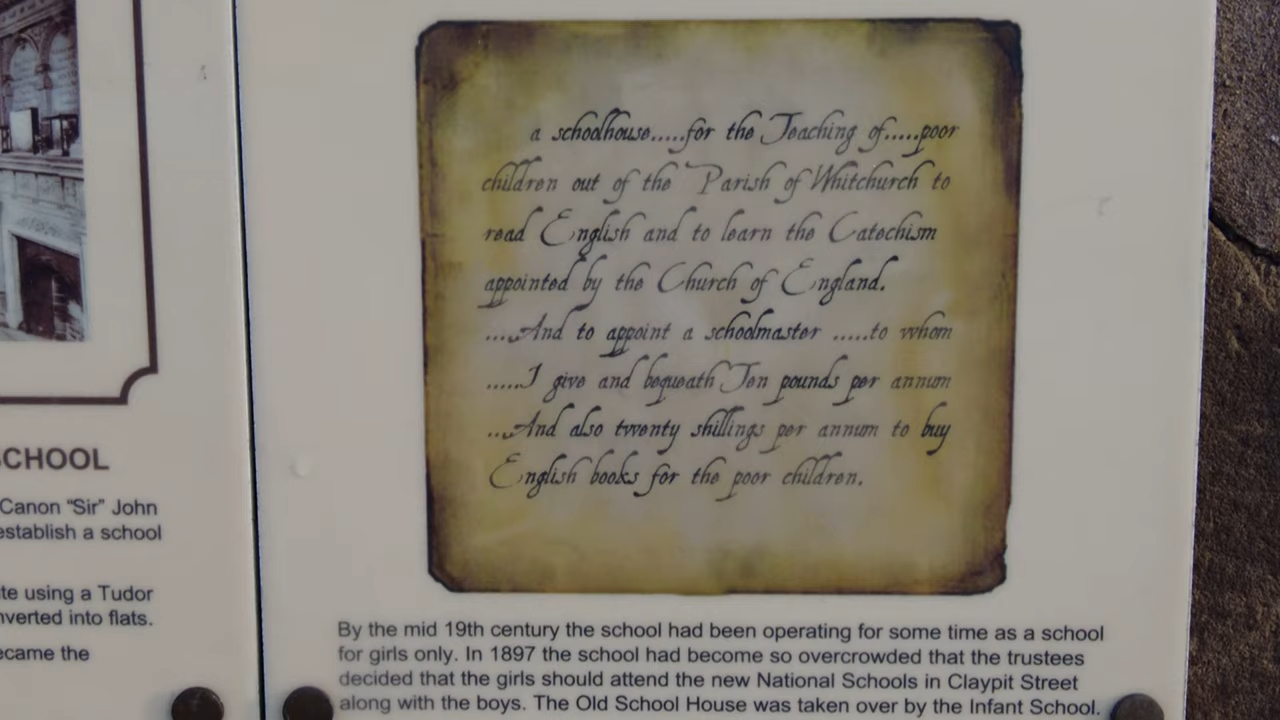 SCHOOL
Canon “Sir” John
establish a school
using a Tudor
into flats.
the
a schoolhouse.....for the Teaching of.....poor
children out of the Parish of Whitchurch to
read English and to learn the Catechism
appointed by the Church of England.
.....And to appoint a schoolmaster .....to whom
.....I give and bequeath Ten pounds per annum
....And also twenty shillings per annum to buy
English books for the poor children.
By the mid 19th century the school had been operating for some time as a school
for girls only. In 1897 the school had become so overcrowded that the trustees
decided that the girls should attend the new National Schools in Claypit Street
along with the boys. The Old School House was taken over by the Infant School.